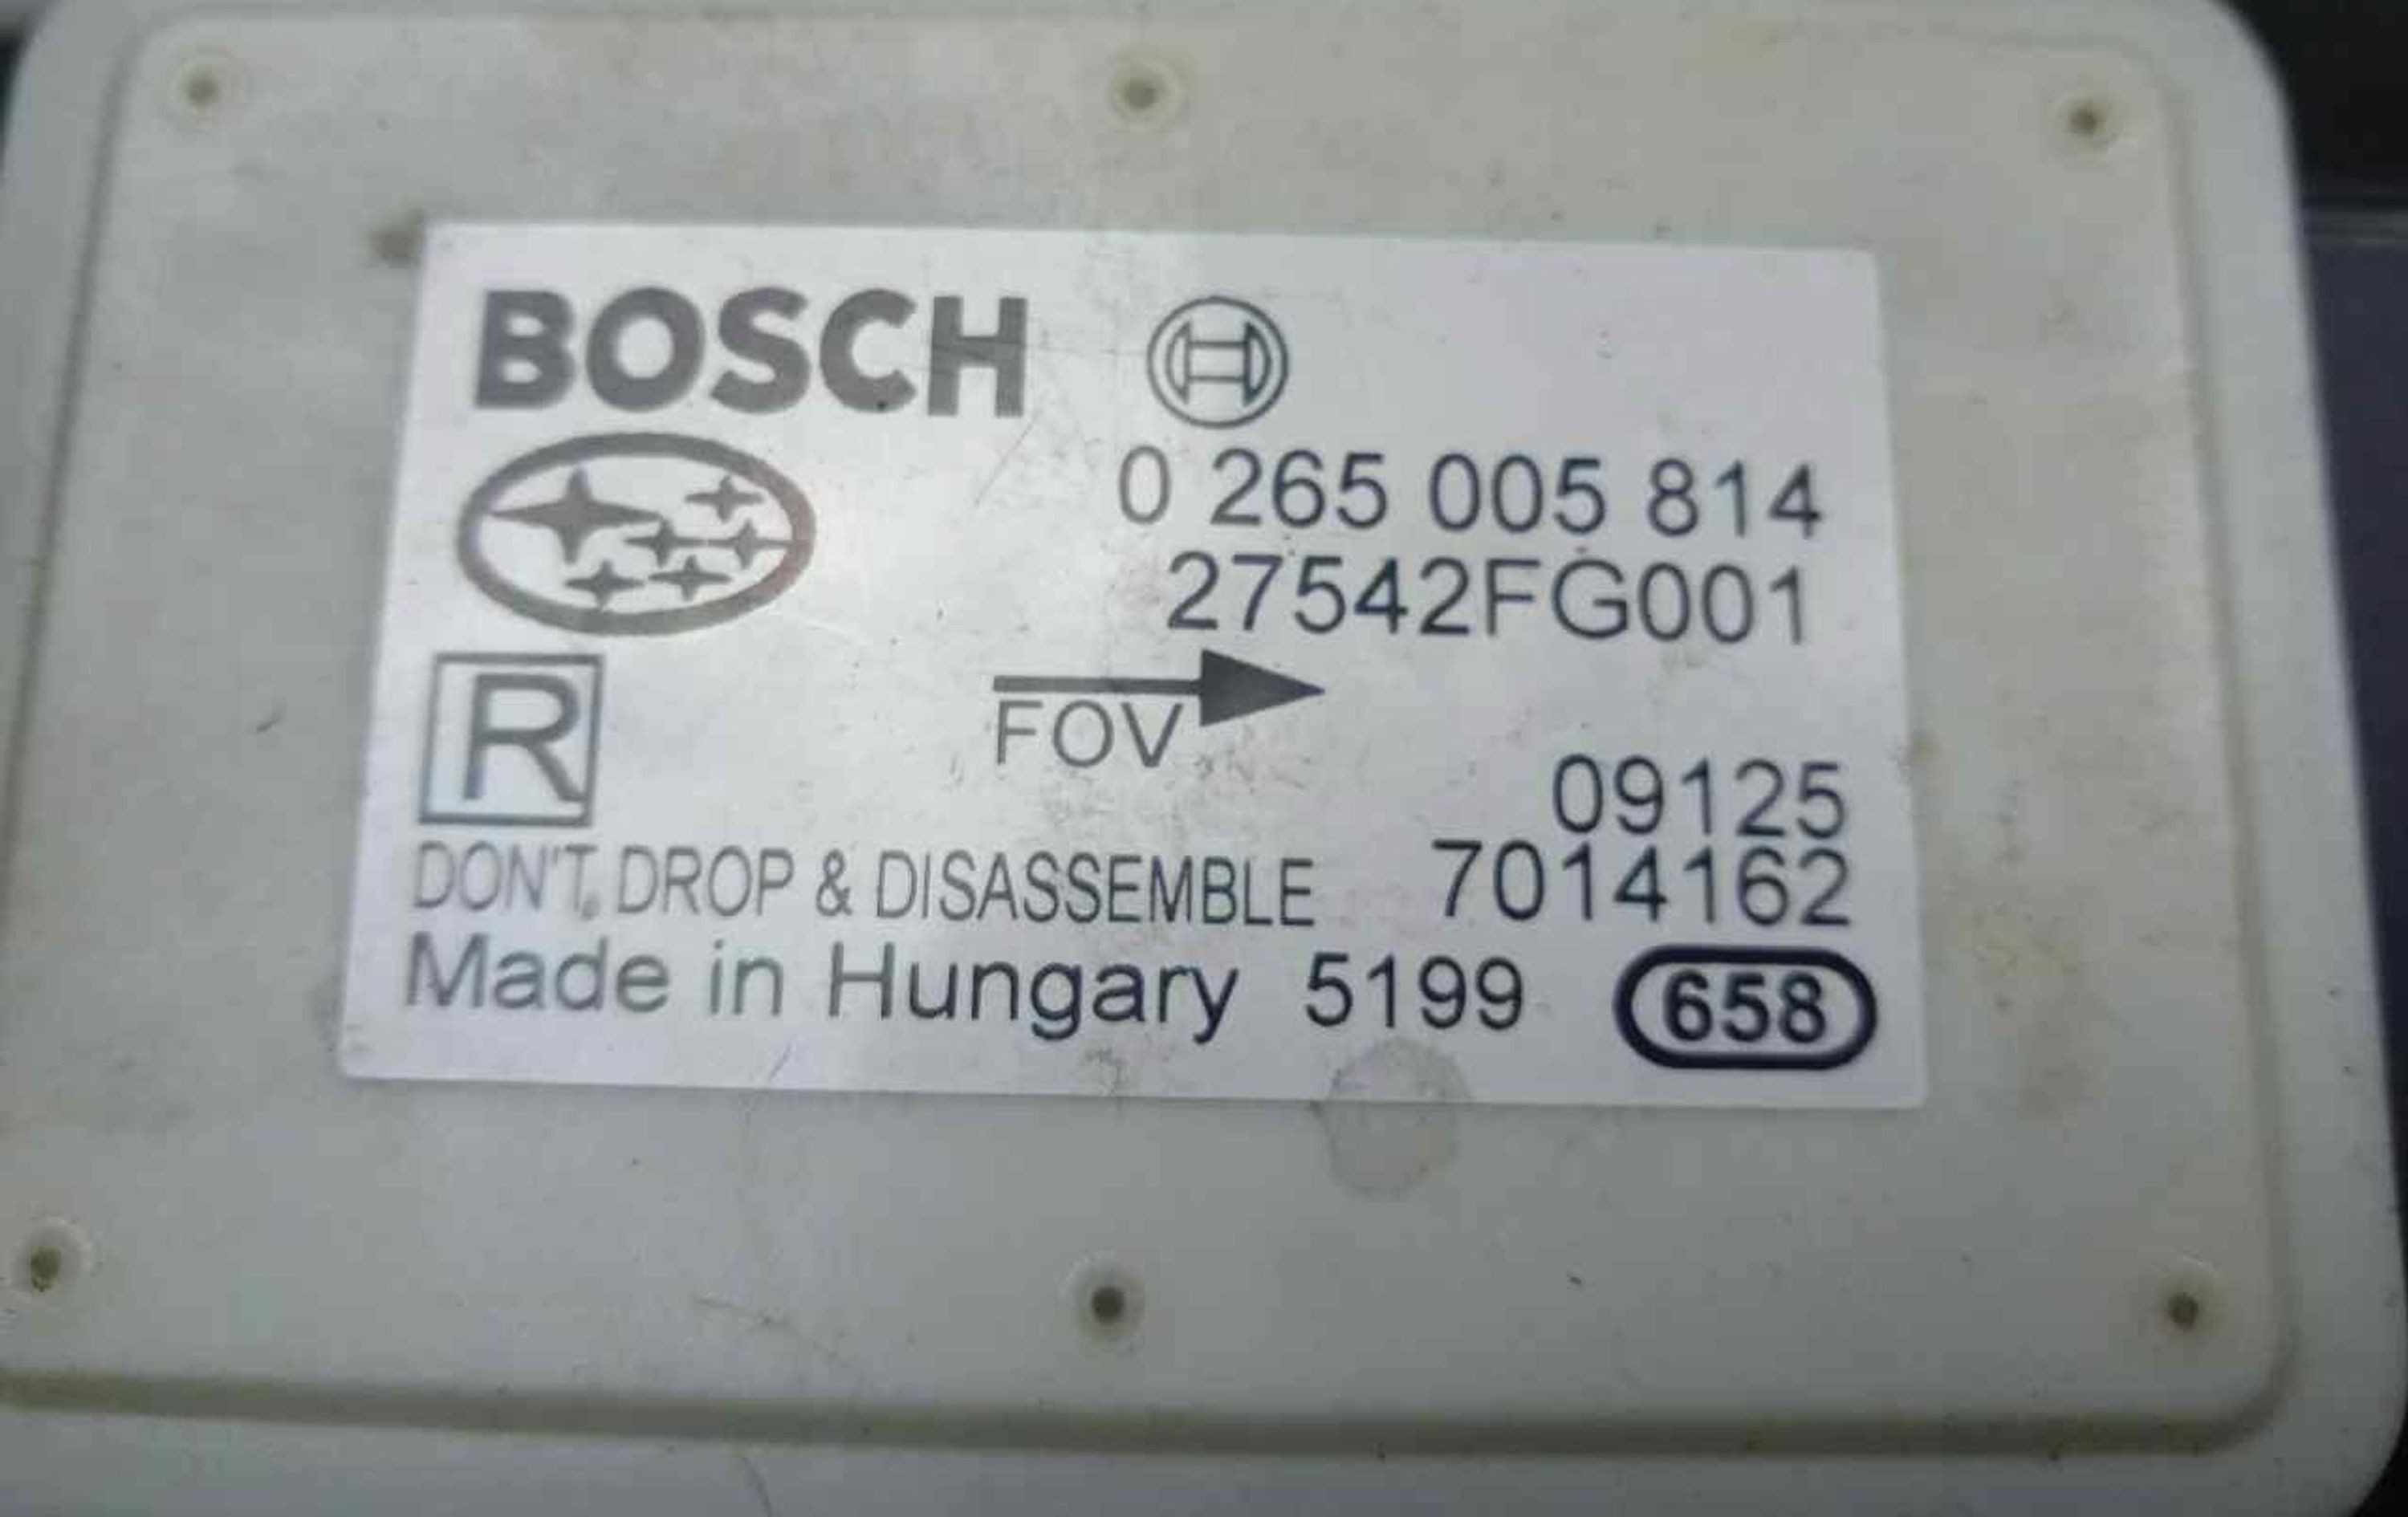 BOSCH
0 265 005 814
27542FG001
R
FOV
09125
DON'T DROP & DISASSEMBLE 7014162
Made in Hungary 5199 658